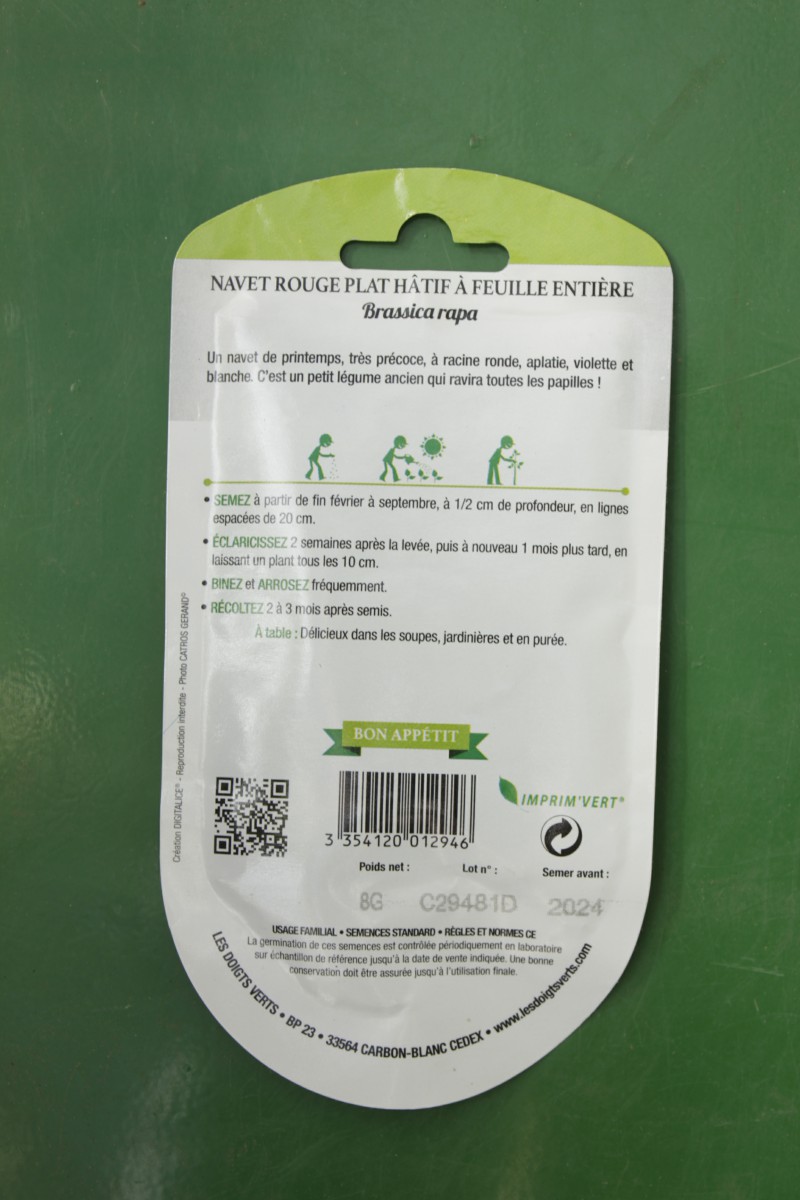 NAVET ROUGE PLAT HÂTIF À FEUILLE ENTIÈRE
Brassica rapa
Un navet de printemps, très précoce, à racine ronde, aplatie, violette et
blanche. C'est un petit légume ancien qui ravira toutes les papilles !
• SEMEZ à partir de fin février à septembre, à 1/2 cm de profondeur, en lignes
espacées de 20 cm.
• ÉCLARICISSEZ 2 semaines après la levée, puis à nouveau 1 mois plus tard, en
laissant un plant tous les 10 cm.
• BINEZ et ARROSEZ fréquemment.
• RÉCOLTEZ 2 à 3 mois après semis.
À table : Délicieux dans les soupes, jardinières et en purée.
Création DIGITALICE® - Reproduction interdite - Photo CATROS GERAND®
BON APPÉTIT
IMPRIM'VERT®
3 354120 012946
Poids net : Lot n° : Semer avant :
8G C29481D 2024
USAGE FAMILIAL • SEMENCES STANDARD • RÈGLES ET NORMES CE
La germination de ces semences est contrôlée périodiquement en laboratoire
sur échantillon de référence jusqu'à la date de vente indiquée. Une bonne
conservation doit être assurée jusqu'à l'utilisation finale.
LES DOIGTS VERTS • BP 23 • 33564 CARBON-BLANC CEDEX • www.lesdoigtsverts.com